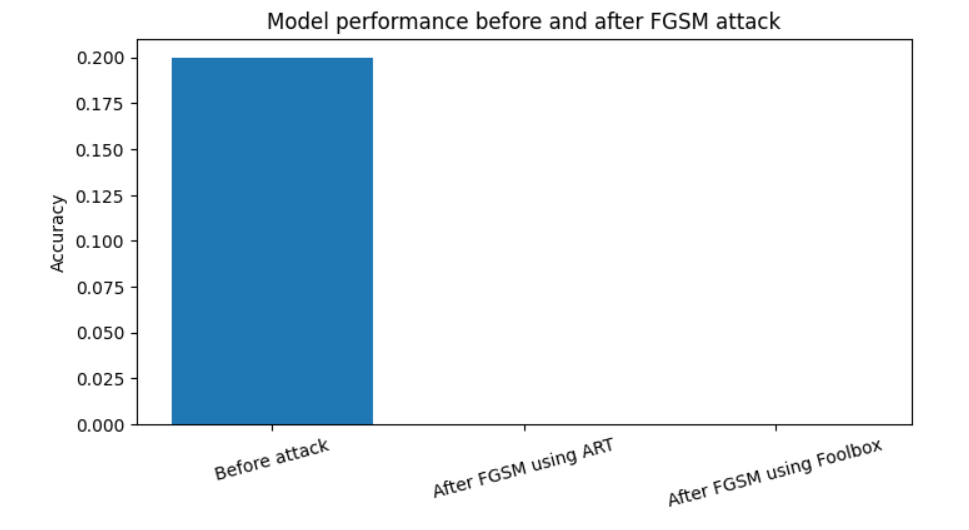 Model performance before and after FGSM attack
0.200
0.175
0.150
0.125
0.100
0.075
0.050
0.025
0.000
Accuracy
Before attack
After FGSM using ART
After FGSM using Foolbox